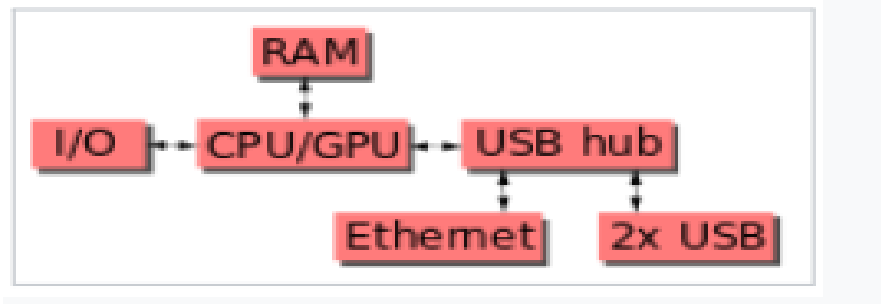 RAM
I/O
CPU/GPU
USB hub
Ethernet
2x USB